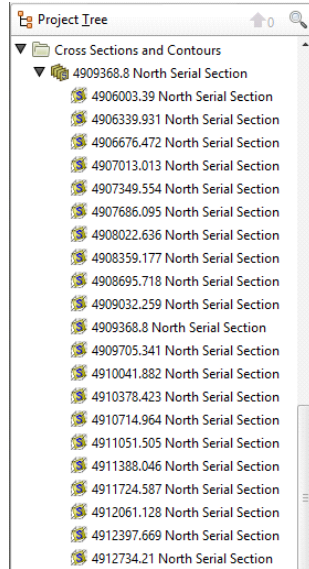 Project Tree
0
Cross Sections and Contours
4909368.8 North Serial Section
4906003.39 North Serial Section
4906339.931 North Serial Section
4906676.472 North Serial Section
4907013.013 North Serial Section
4907349.554 North Serial Section
4907686.095 North Serial Section
4908022.636 North Serial Section
4908359.177 North Serial Section
4908695.718 North Serial Section
4909032.259 North Serial Section
4909368.8 North Serial Section
4909705.341 North Serial Section
4910041.882 North Serial Section
4910378.423 North Serial Section
4910714.964 North Serial Section
4911051.505 North Serial Section
4911388.046 North Serial Section
4911724.587 North Serial Section
4912061.128 North Serial Section
4912397.669 North Serial Section
4912734.21 North Serial Section